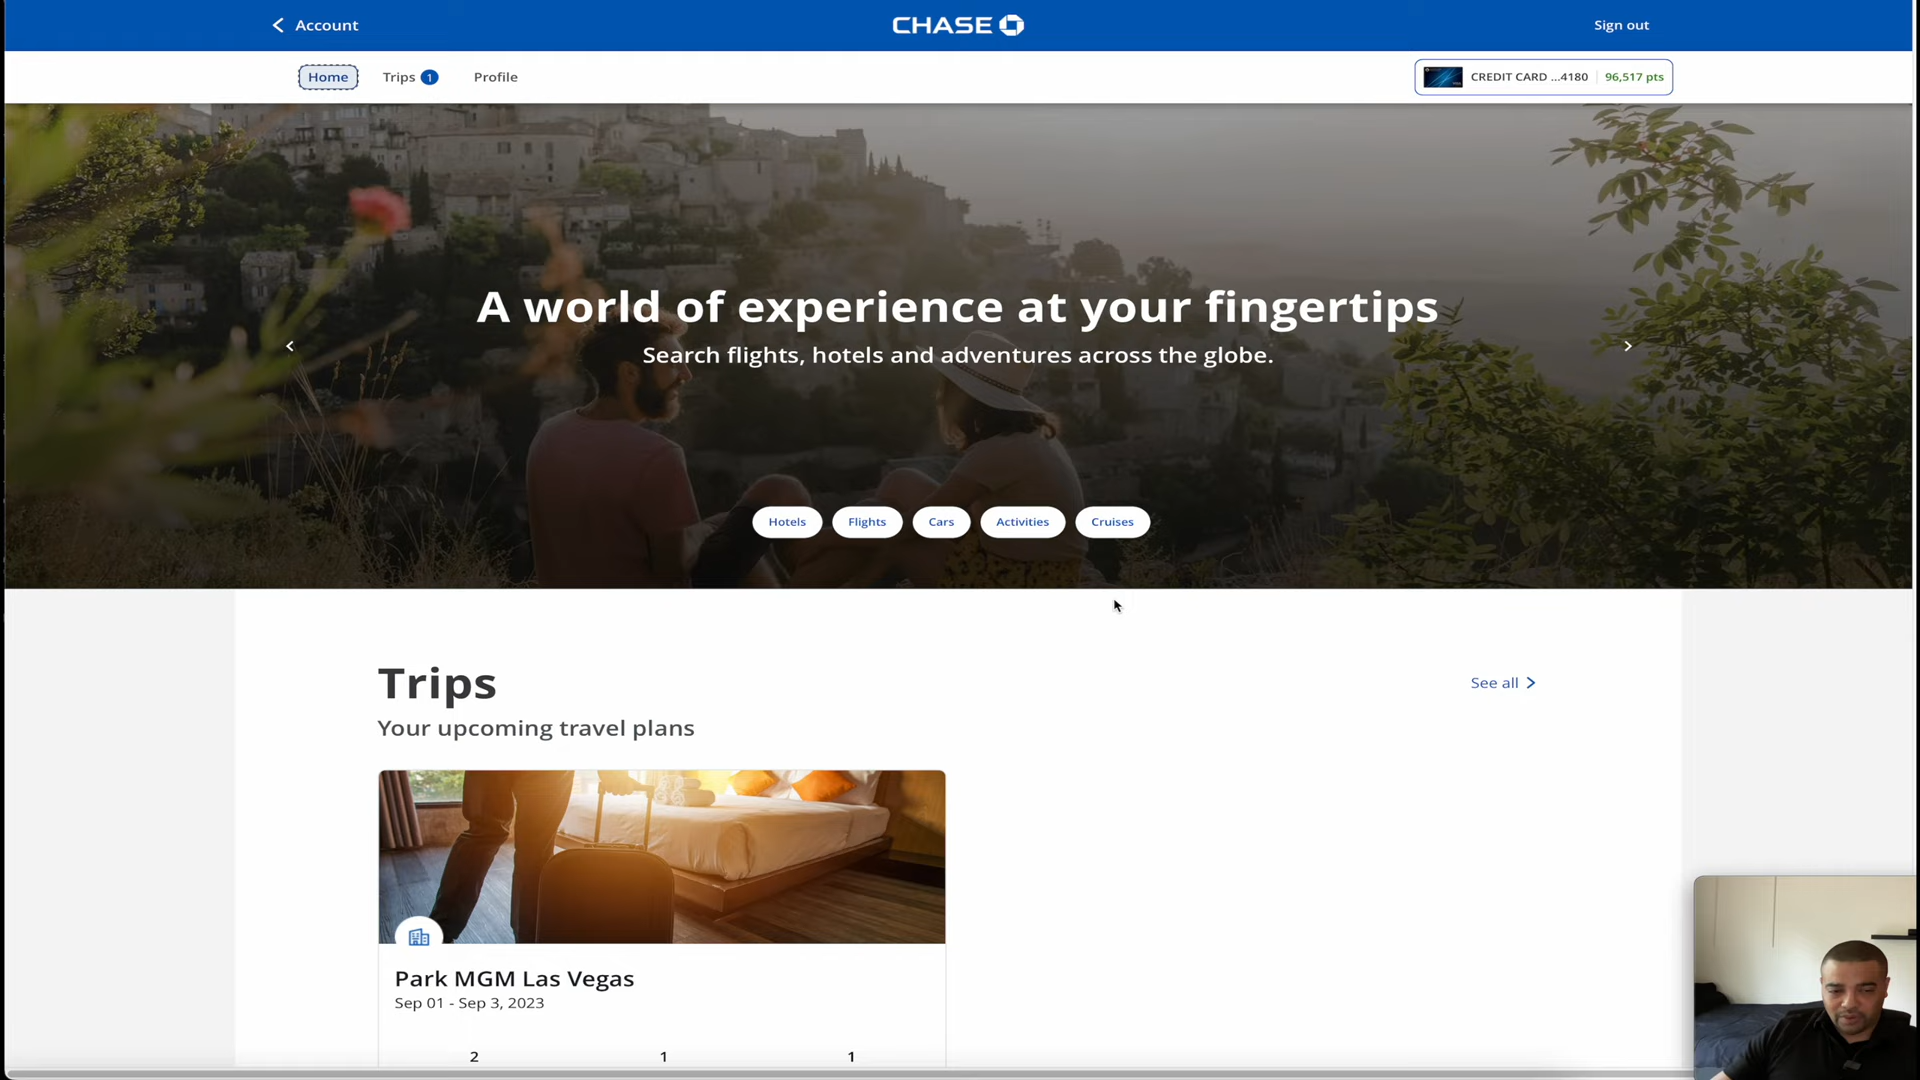 Account
CHASE
Sign out
Home
Trips 1
Profile
CREDIT CARD ...4180 | 96,517 pts
A world of experience at your fingertips
Search flights, hotels and adventures across the globe.
Hotels
Flights
Cars
Activities
Cruises
Trips
See all
Your upcoming travel plans
Park MGM Las Vegas
Sep 01 - Sep 3, 2023
2
1
1